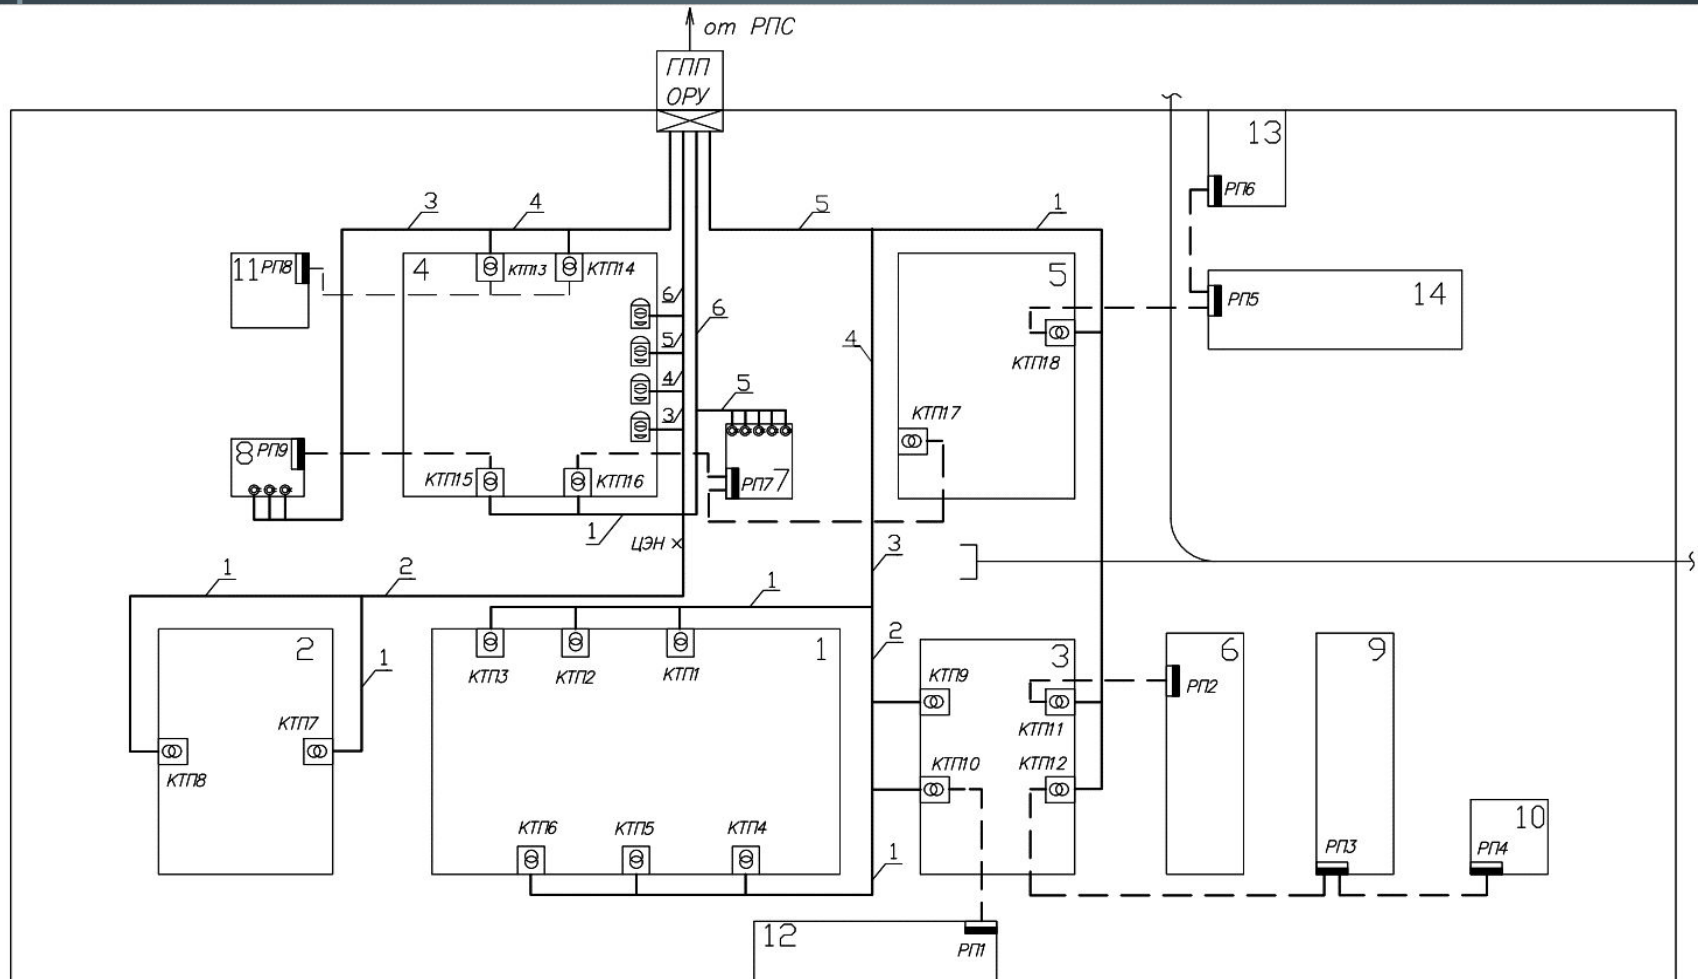 от РПС
ГПП
ОРУ
13
РП6
3
4
5
1
11
РП8
4
КТП13
КТП14
5
РП5
14
6
6
5
4
3
5
4
КТП18
КТП17
8
РП9
КТП15
КТП16
РП7
7
1
ЦЭН
3
1
2
1
2
1
КТП3
КТП2
КТП1
1
2
КТП7
КТП8
КТП9
3
КТП11
КТП10
КТП12
6
РП2
9
10
РП3
РП4
КТП6
КТП5
КТП4
1
12
РП1